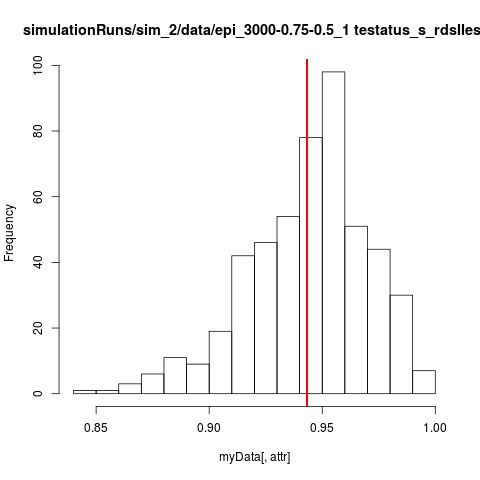 simulationRuns/sim_2/data/epi_3000-0.75-0.5_1 testatus_s_rdslles
Frequency
100
80
60
40
20
0
0.85 0.90 0.95 1.00
myData[, attr]